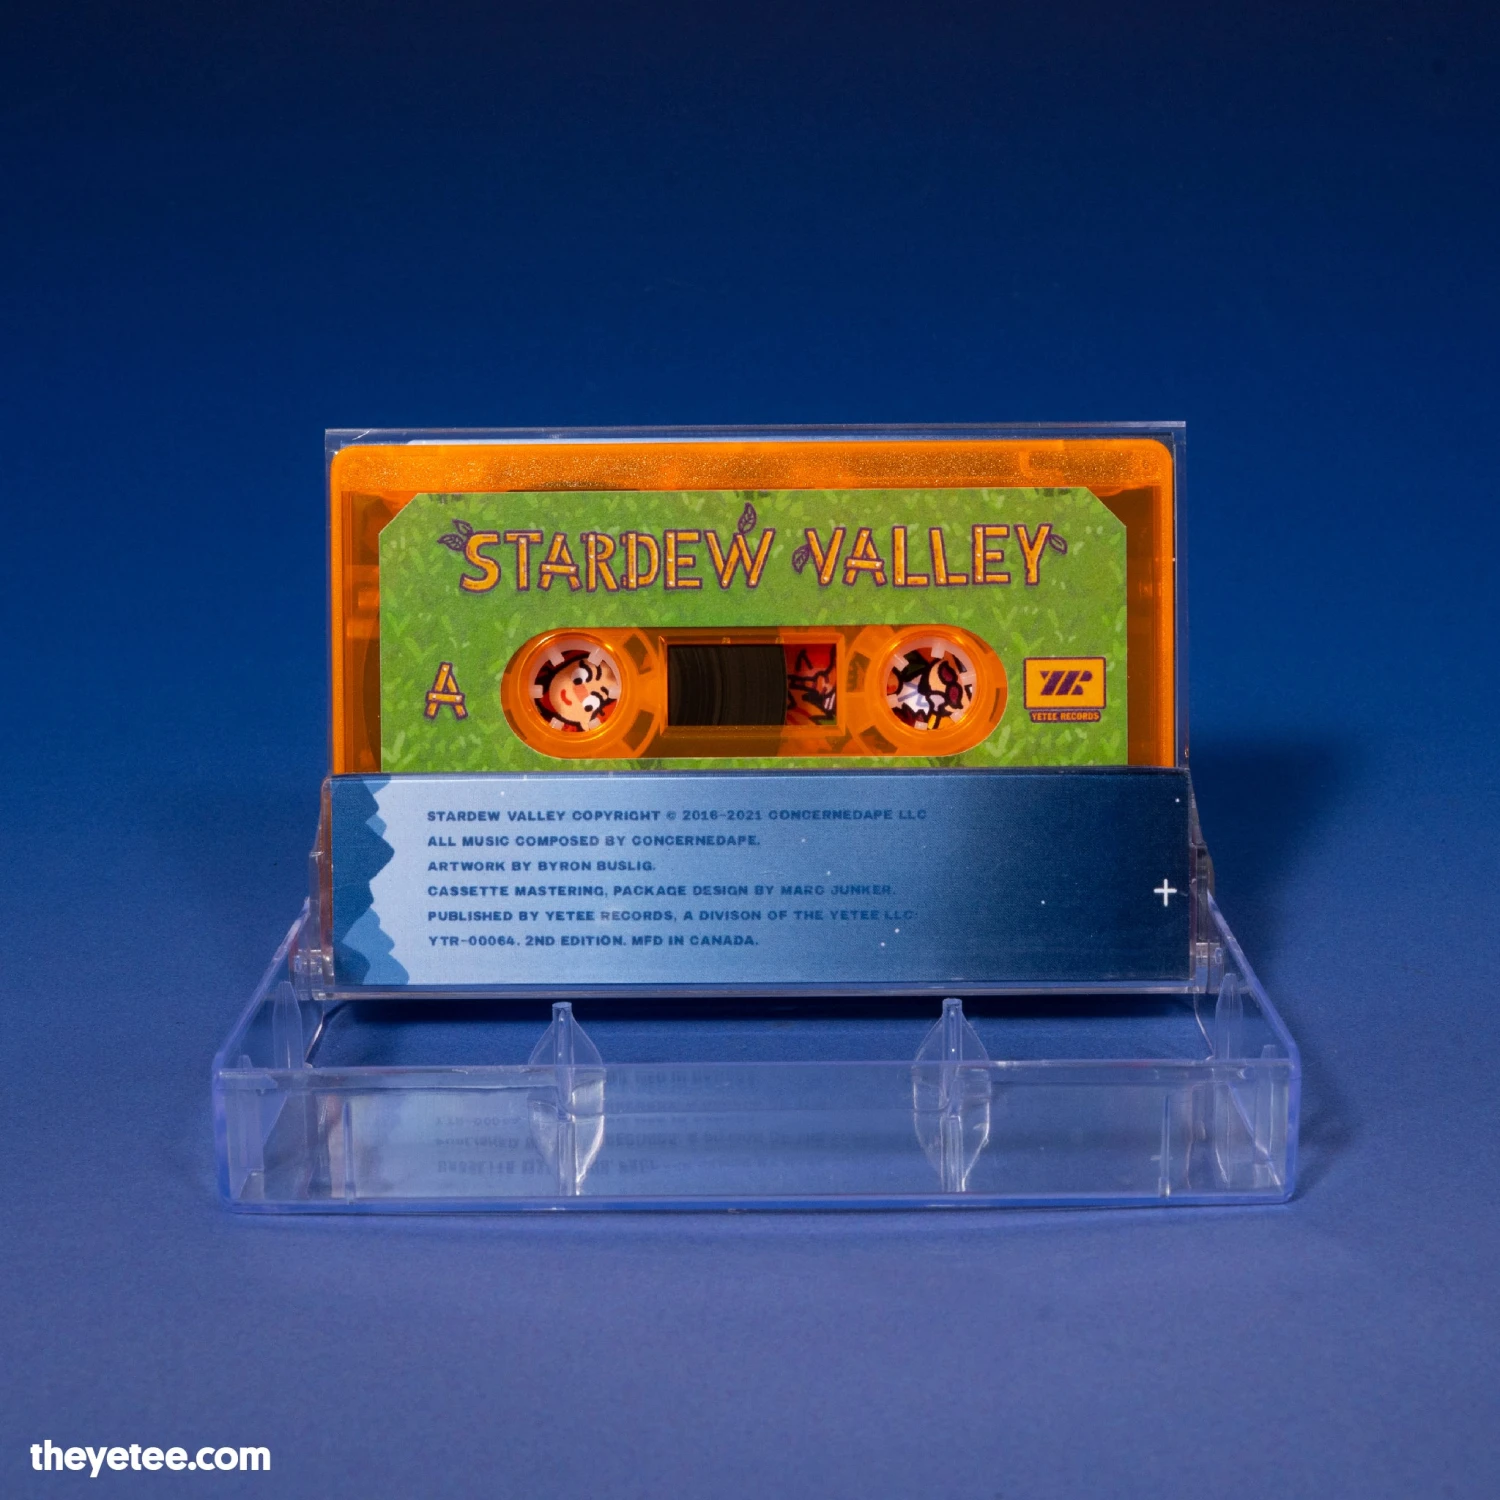 STARDEW VALLEY
A
YR
YETEE RECORDS
STARDEW VALLEY COPYRIGHT © 2016-2021 CONCERNEDAPE LLC
ALL MUSIC COMPOSED BY CONCERNEDAPE.
ARTWORK BY BYRON BUSLIG.
CASSETTE MASTERING, PACKAGE DESIGN BY MARC JUNKER.
PUBLISHED BY YETEE RECORDS, A DIVISON OF THE YETEE LLC
YTR-00064. 2ND EDITION. MFD IN CANADA.
theyetee.com